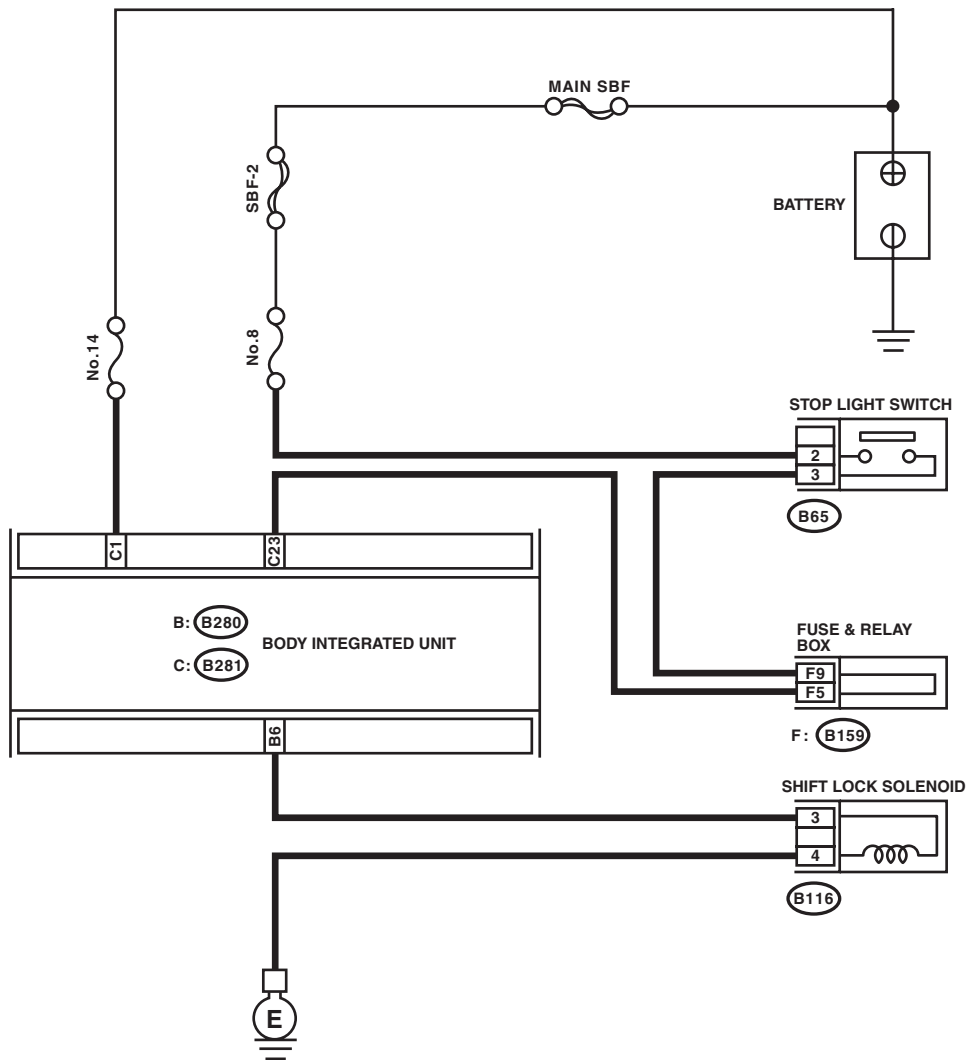 MAIN SBF
SBF-2
BATTERY
No.14
No.8
STOP LIGHT SWITCH
2
3
B65
C1
C23
B: B280
BODY INTEGRATED UNIT
C: B281
FUSE & RELAY
BOX
F9
F5
F: B159
B6
SHIFT LOCK SOLENOID
3
4
B116
E